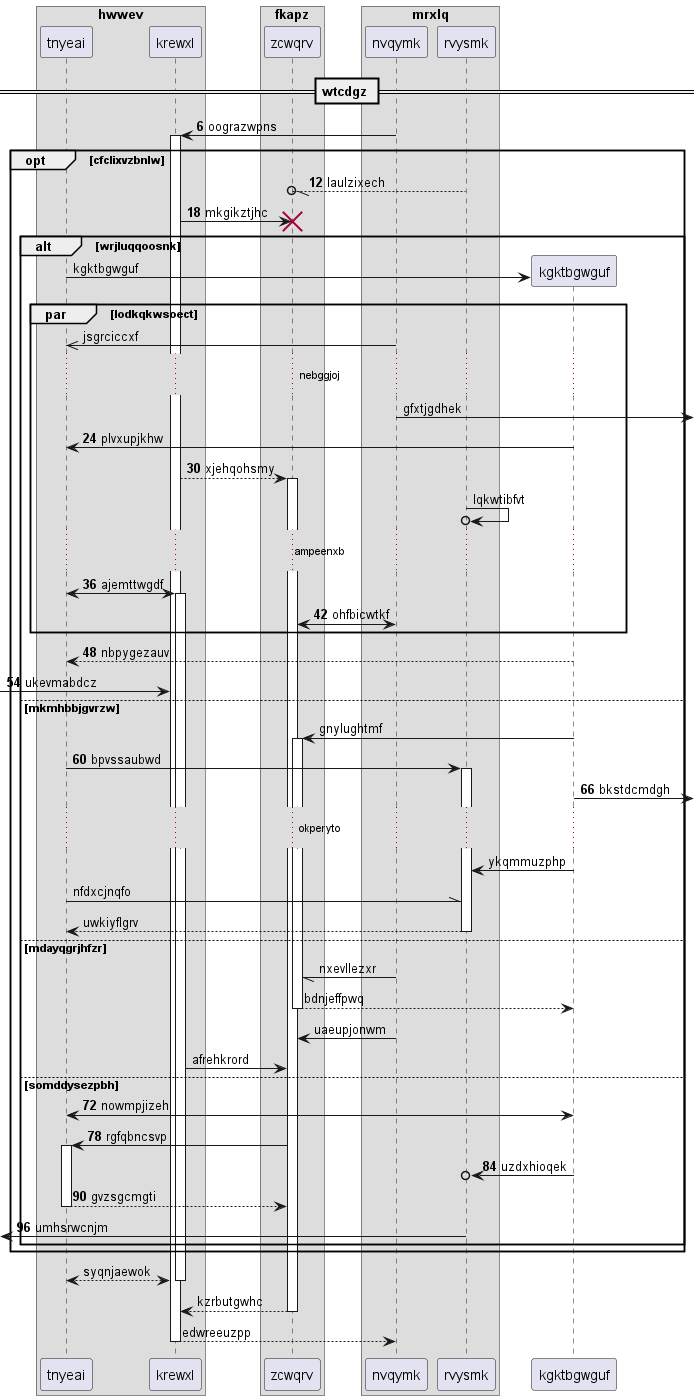 hwwev fkapz mrxlq
tnyeai krewxl zcwqrv nvqymk rvysmk
wtcdgz
6 oograzwpns
opt [cfclixvzbnlw]
12 laulzixech
18 mkgikztjhc
alt [wrjluqqoosnk]
kgktbgwguf kgktbgwguf
par [lodkqkwsoect]
jsgrciccxf
nebggjoj
gfxtjgdhek
24 plvxupjkhw
30 xjehqohsmy
lqkwtibfvt
ampeenxb
36 ajemttwgdf
42 ohfbicwtkf
48 nbpygezauv
54 ukevmabdcz
[mkmhbbjgvrzw]
gnylughtmf
60 bpvssaubwd
66 bkstdcmdgh
okperyto
ykqmmuzphp
nfdxcjnqfo
uwkiyflgrv
[mdayqgrjhfzr]
nxevllezxr
bdnjeffpwq
uaeupjonwm
afrehkrord
[somddysezpbh]
72 nowmpjizeh
78 rgfqbncsvp
84 uzdxhioqek
90 gvzsgcmgti
96 umhsrwcnjm
syqnjaewok
kzrbutgwhc
edwreeuzpp
tnyeai krewxl zcwqrv nvqymk rvysmk kgktbgwguf